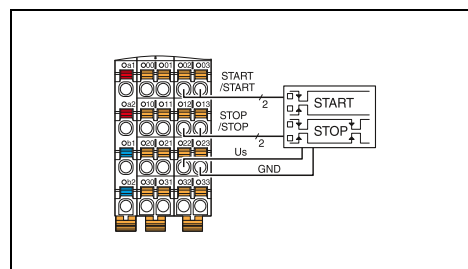 a1 00 01 02 03
START
/START
2
START
a2 10 11 12 13
STOP
/STOP
2
STOP
b1 20 21 22 23
Us
GND
b2 30 31 32 33